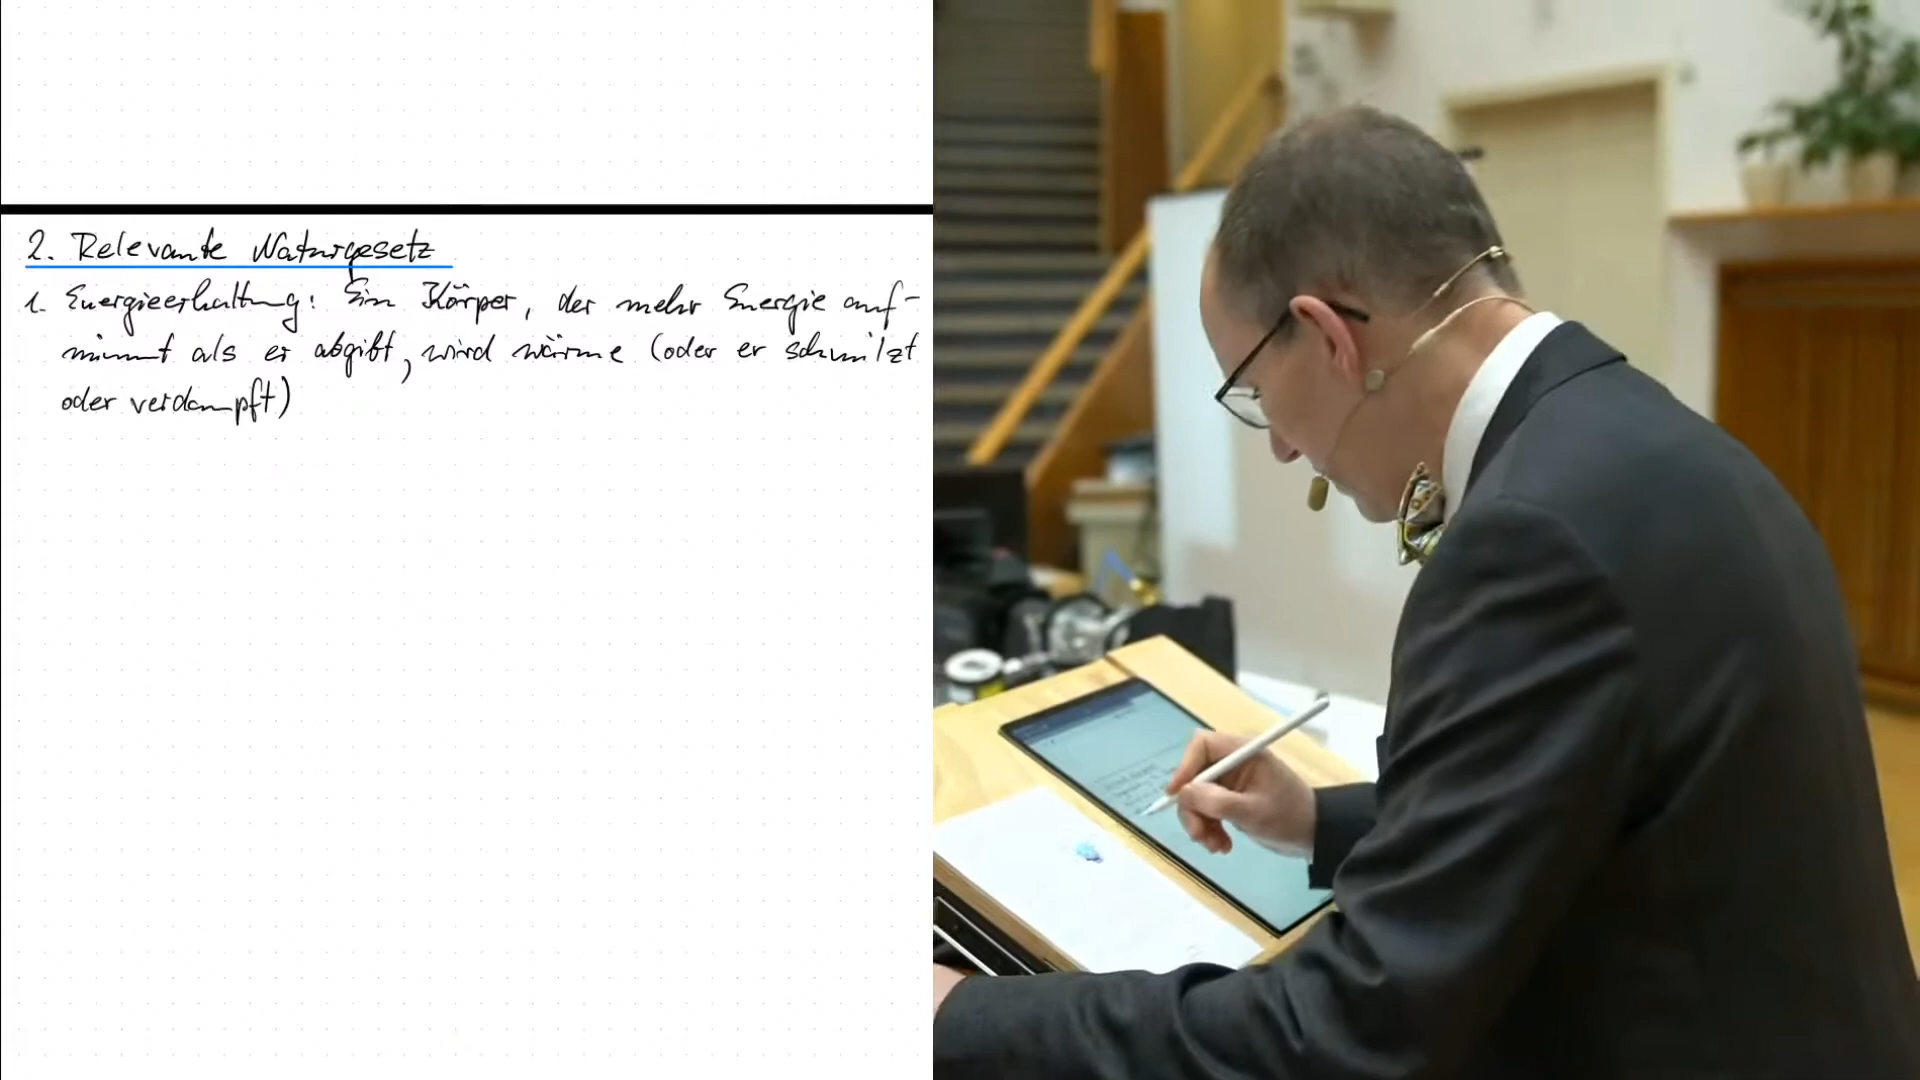 2. Relevante Naturgesetz
1. Energieerhaltung: Ein Körper, der mehr Energie auf-
nimmt als er abgibt, wird wärme (oder er schmilzt
oder verdampft)